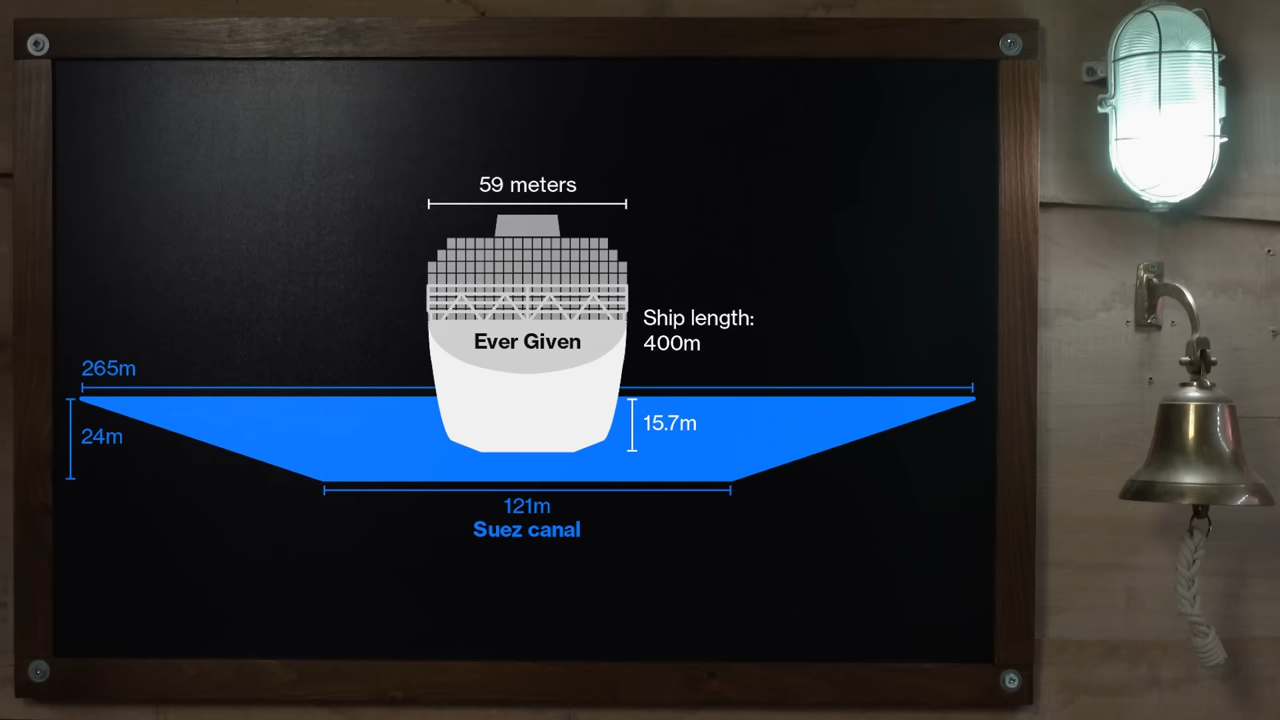 59 meters
Ever Given
Ship length:
400m
265m
24m
15.7m
121m
Suez canal